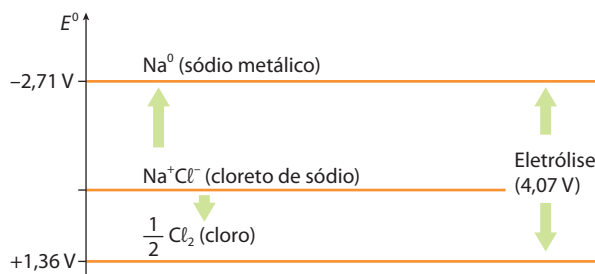 E⁰
Na⁰ (sódio metálico)
–2,71 V
Eletrólise
(4,07 V)
Na⁺Cℓ⁻ (cloreto de sódio)
1/2 Cℓ₂ (cloro)
+1,36 V